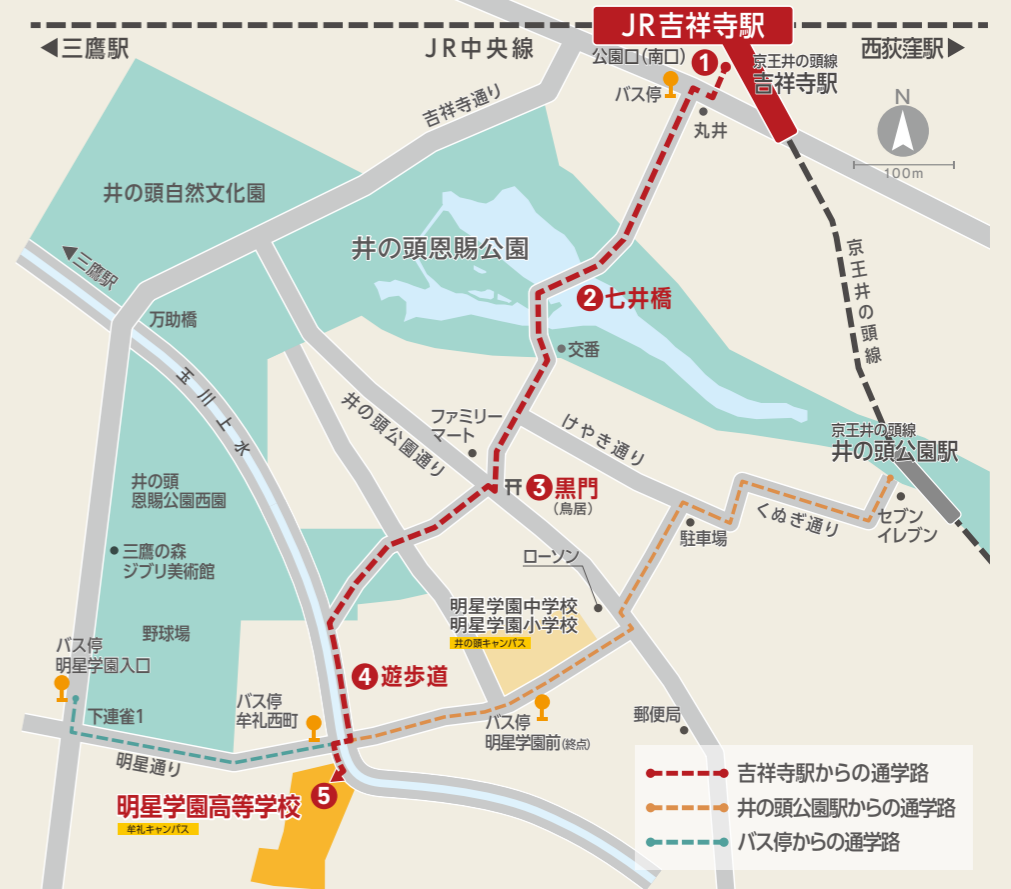 JR吉祥寺駅
◀三鷹駅
JR中央線
西荻窪駅▶
公園口(南口)
1
京王井の頭線
吉祥寺駅
バス停
丸井
吉祥寺通り
N
100m
井の頭自然文化園
井の頭恩賜公園
◀三鷹駅
京王井の頭線
2 七井橋
万助橋
交番
玉川上水
井の頭公園通り
ファミリー
マート
けやき通り
京王井の頭線
井の頭公園駅
井の頭
恩賜公園西園
3 黒門
(鳥居)
くぬぎ通り
セブン
イレブン
駐車場
三鷹の森
ジブリ美術館
ローソン
明星学園中学校
明星学園小学校
井の頭キャンパス
野球場
バス停
明星学園入口
4 遊歩道
バス停
牟礼西町
下連雀1
バス停
明星学園前(終点)
郵便局
明星通り
5
明星学園高等学校
牟礼キャンパス
吉祥寺駅からの通学路
井の頭公園駅からの通学路
バス停からの通学路